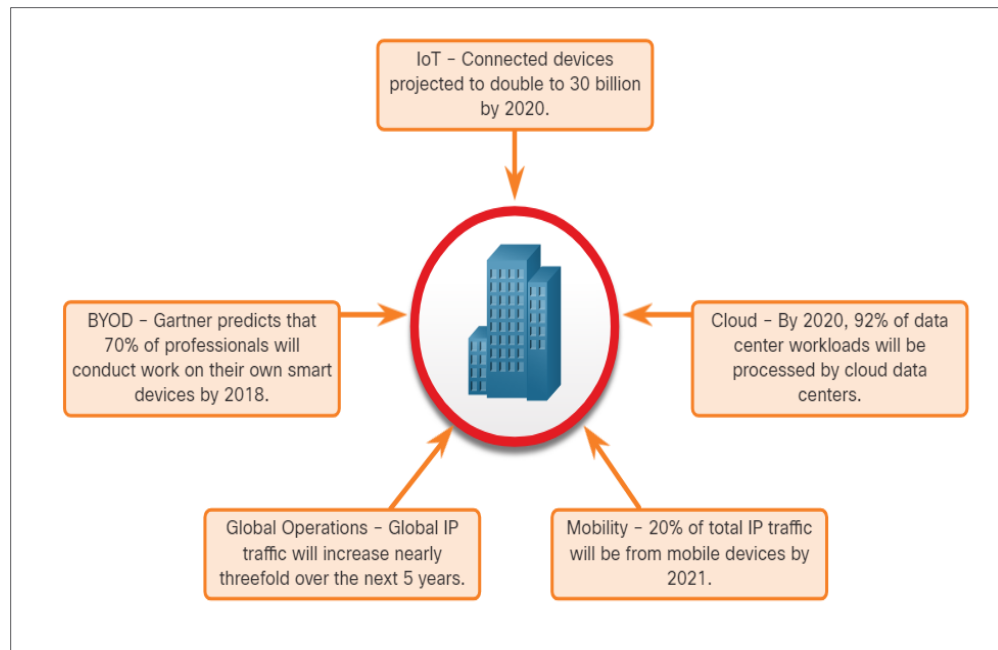 IoT – Connected devices
projected to double to 30 billion
by 2020.
BYOD – Gartner predicts that
70% of professionals will
conduct work on their own smart
devices by 2018.
Cloud – By 2020, 92% of data
center workloads will be
processed by cloud data
centers.
Global Operations – Global IP
traffic will increase nearly
threefold over the next 5 years.
Mobility – 20% of total IP traffic
will be from mobile devices by
2021.